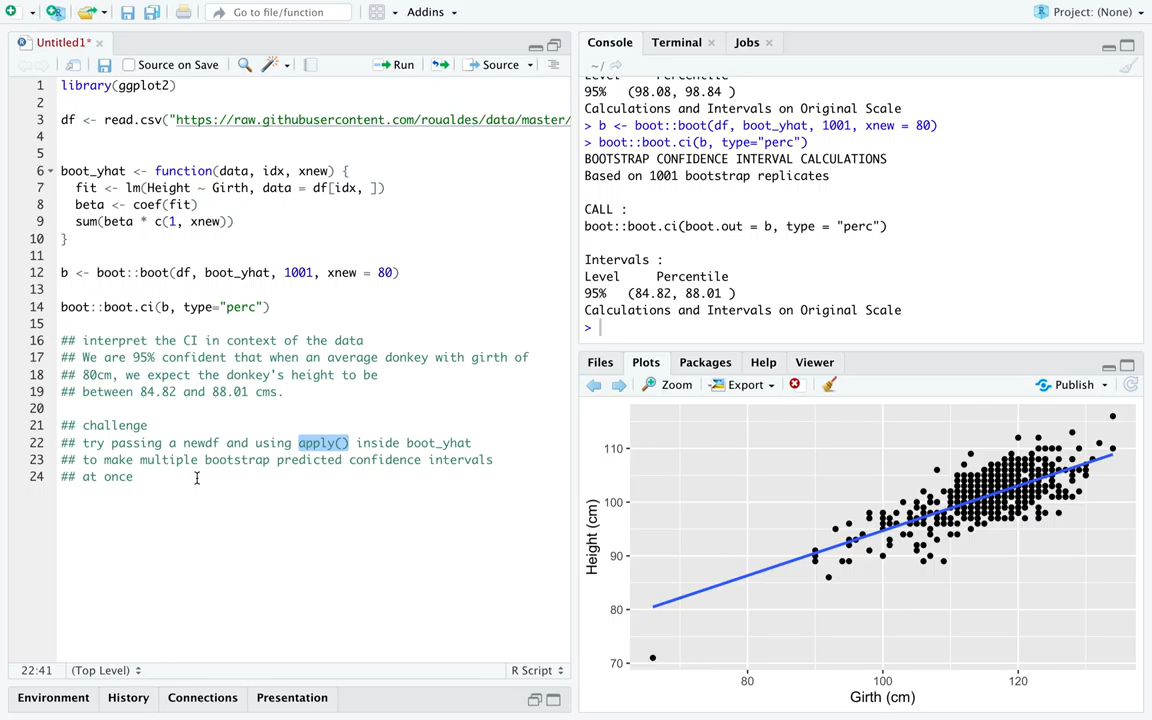 Go to file/function
Addins
Project: (None)
Untitled1*
Source on Save
Run
Source
1 library(ggplot2)
2
3 df <- read.csv("https://raw.githubusercontent.com/roualdes/data/master/
4
5
6 boot_yhat <- function(data, idx, xnew) {
7 fit <- lm(Height ~ Girth, data = df[idx, ])
8 beta <- coef(fit)
9 sum(beta * c(1, xnew))
10 }
11
12 b <- boot::boot(df, boot_yhat, 1001, xnew = 80)
13
14 boot::boot.ci(b, type="perc")
15
16 ## interpret the CI in context of the data
17 ## We are 95% confident that when an average donkey with girth of
18 ## 80cm, we expect the donkey's height to be
19 ## between 84.82 and 88.01 cms.
20
21 ## challenge
22 ## try passing a newdf and using apply() inside boot_yhat
23 ## to make multiple bootstrap predicted confidence intervals
24 ## at once
22:41 (Top Level) R Script
Environment History Connections Presentation
Console Terminal Jobs
~/
Level Percentile
95% (98.08, 98.84 )
Calculations and Intervals on Original Scale
> b <- boot::boot(df, boot_yhat, 1001, xnew = 80)
> boot::boot.ci(b, type="perc")
BOOTSTRAP CONFIDENCE INTERVAL CALCULATIONS
Based on 1001 bootstrap replicates
CALL :
boot::boot.ci(boot.out = b, type = "perc")
Intervals :
Level Percentile
95% (84.82, 88.01 )
Calculations and Intervals on Original Scale
>
Files Plots Packages Help Viewer
Zoom Export Publish
110
100
90
80
70
Height (cm)
80 100 120
Girth (cm)